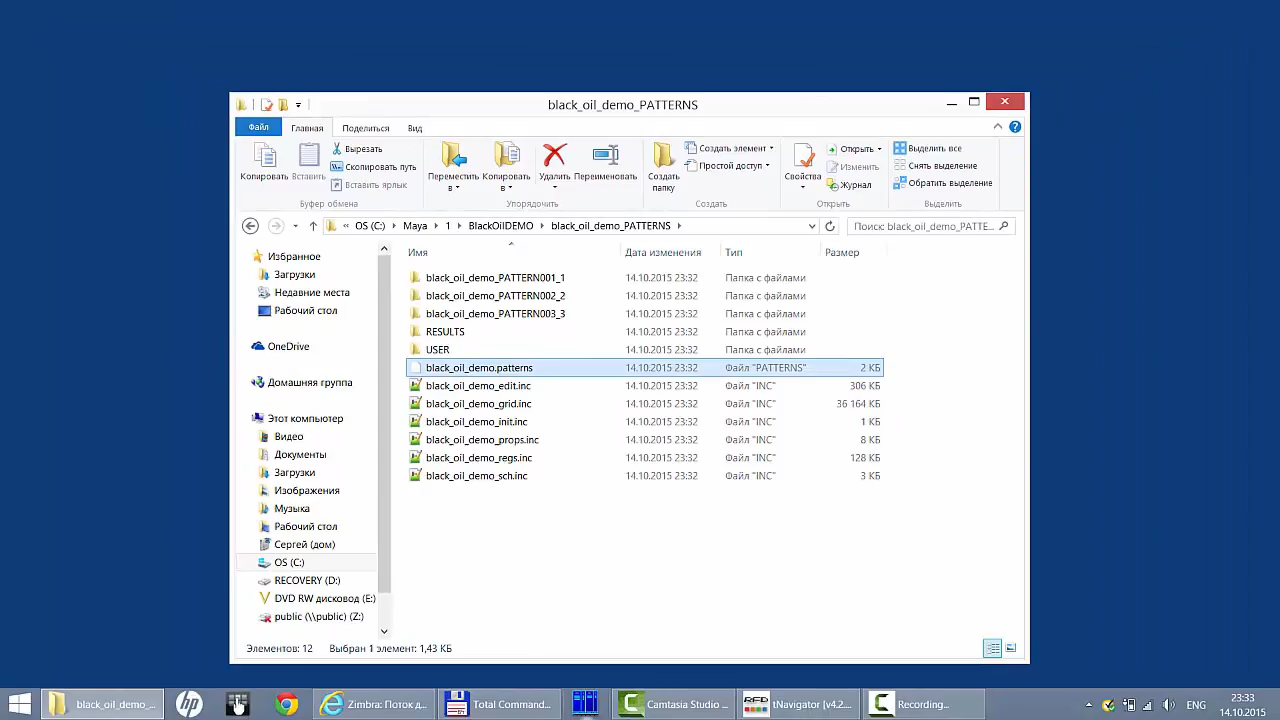 black_oil_demo_PATTERNS
Файл Главная Поделиться Вид
Копировать
Вставить
Вырезать
Скопировать путь
Вставить ярлык
Буфер обмена
Переместить в
Копировать в
Удалить
Переименовать
Упорядочить
Создать папку
Создать элемент
Простой доступ
Создать
Свойства
Открыть
Изменить
Журнал
Открыть
Выделить все
Снять выделение
Обратить выделение
Выделить
« OS (C:) Maya 1 BlackOilDEMO black_oil_demo_PATTERNS
Поиск: black_oil_demo_PATTE...
Избранное
Загрузки
Недавние места
Рабочий стол
OneDrive
Домашняя группа
Этот компьютер
Видео
Документы
Загрузки
Изображения
Музыка
Рабочий стол
Сергей (дом)
OS (C:)
RECOVERY (D:)
DVD RW дисковод (E:)
public (\\public) (Z:)
Имя Дата изменения Тип Размер
black_oil_demo_PATTERN001_1 14.10.2015 23:32 Папка с файлами
black_oil_demo_PATTERN002_2 14.10.2015 23:32 Папка с файлами
black_oil_demo_PATTERN003_3 14.10.2015 23:32 Папка с файлами
RESULTS 14.10.2015 23:32 Папка с файлами
USER 14.10.2015 23:32 Папка с файлами
black_oil_demo.patterns 14.10.2015 23:32 Файл "PATTERNS" 2 КБ
black_oil_demo_edit.inc 14.10.2015 23:32 Файл "INC" 306 КБ
black_oil_demo_grid.inc 14.10.2015 23:32 Файл "INC" 36 164 КБ
black_oil_demo_init.inc 14.10.2015 23:32 Файл "INC" 1 КБ
black_oil_demo_props.inc 14.10.2015 23:32 Файл "INC" 8 КБ
black_oil_demo_regs.inc 14.10.2015 23:32 Файл "INC" 128 КБ
black_oil_demo_sch.inc 14.10.2015 23:32 Файл "INC" 3 КБ
Элементов: 12 Выбран 1 элемент: 1,43 КБ
black_oil_demo_...
hp
Zimbra: Поток д...
Total Command...
Camtasia Studio ...
RFD
tNavigator [v4.2...
Recording...
ENG
23:33
14.10.2015